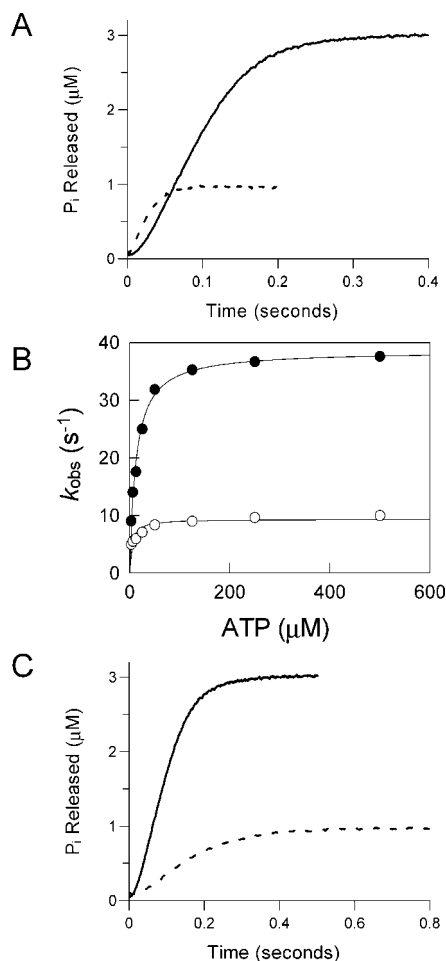 A
3
2
1
0
Pi Released (μM)
0 0.1 0.2 0.3 0.4
Time (seconds)
B
40
30
20
10
0
kobs (s-1)
0 200 400 600
ATP (μM)
C
3
2
1
0
Pi Released (μM)
0 0.2 0.4 0.6 0.8
Time (seconds)